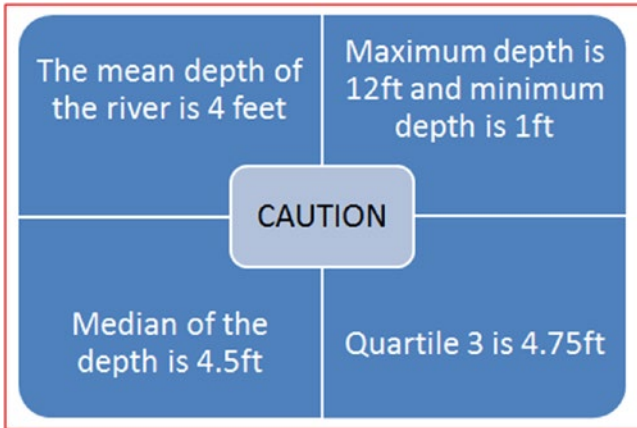 The mean depth of
the river is 4 feet
Maximum depth is
12ft and minimum
depth is 1ft
CAUTION
Median of the
depth is 4.5ft
Quartile 3 is 4.75ft